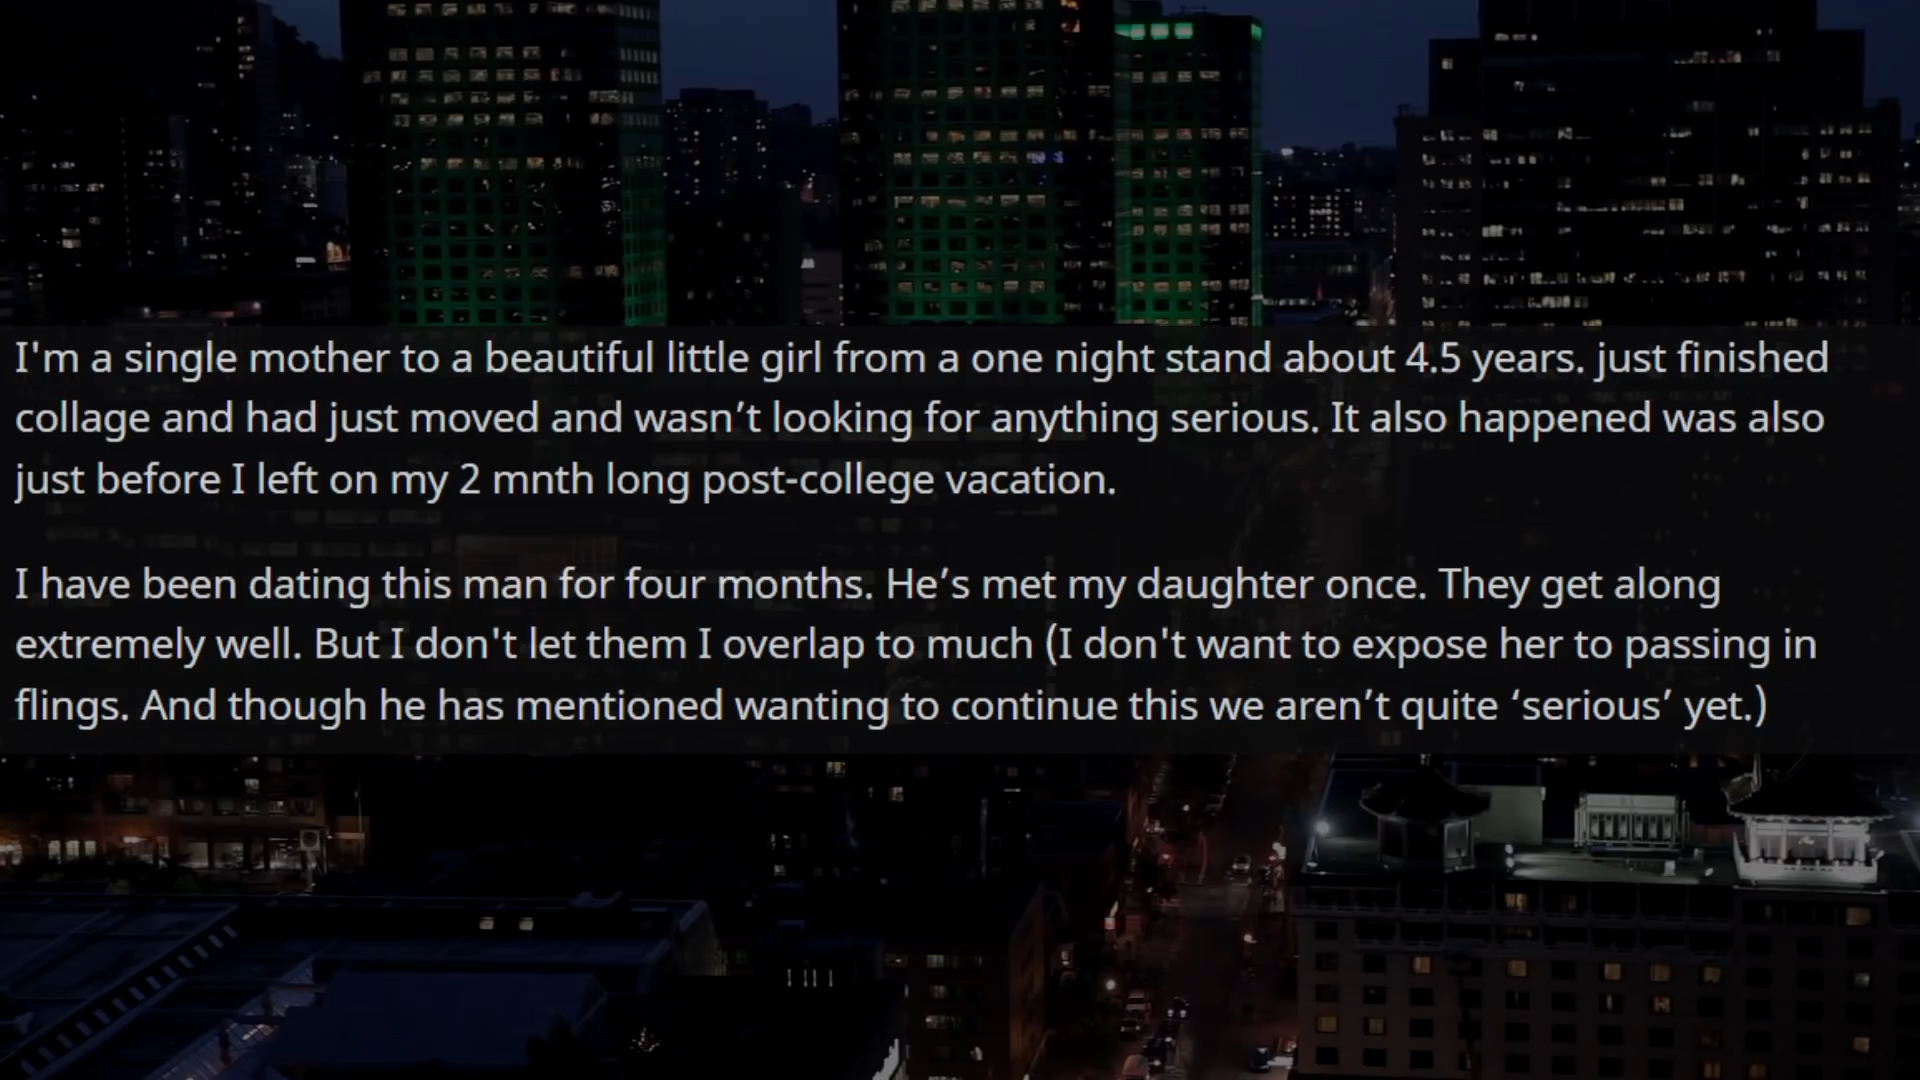 I'm a single mother to a beautiful little girl from a one night stand about 4.5 years. just finished
collage and had just moved and wasn’t looking for anything serious. It also happened was also
just before I left on my 2 mnth long post-college vacation.
I have been dating this man for four months. He’s met my daughter once. They get along
extremely well. But I don't let them I overlap to much (I don't want to expose her to passing in
flings. And though he has mentioned wanting to continue this we aren’t quite ‘serious’ yet.)